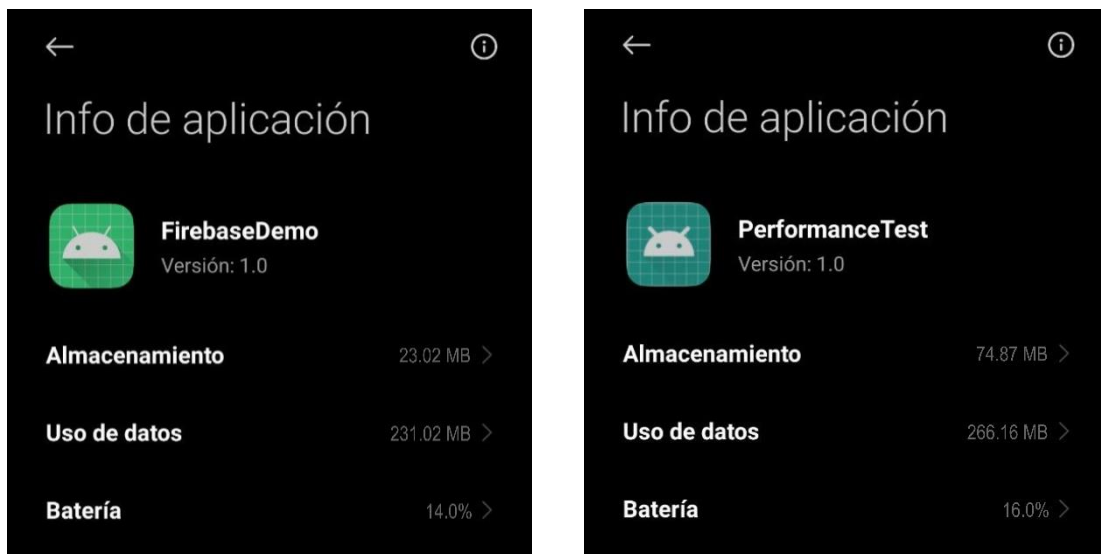 Info de aplicación
FirebaseDemo
Versión: 1.0
Almacenamiento 23.02 MB
Uso de datos 231.02 MB
Batería 14.0%
Info de aplicación
PerformanceTest
Versión: 1.0
Almacenamiento 74.87 MB
Uso de datos 266.16 MB
Batería 16.0%